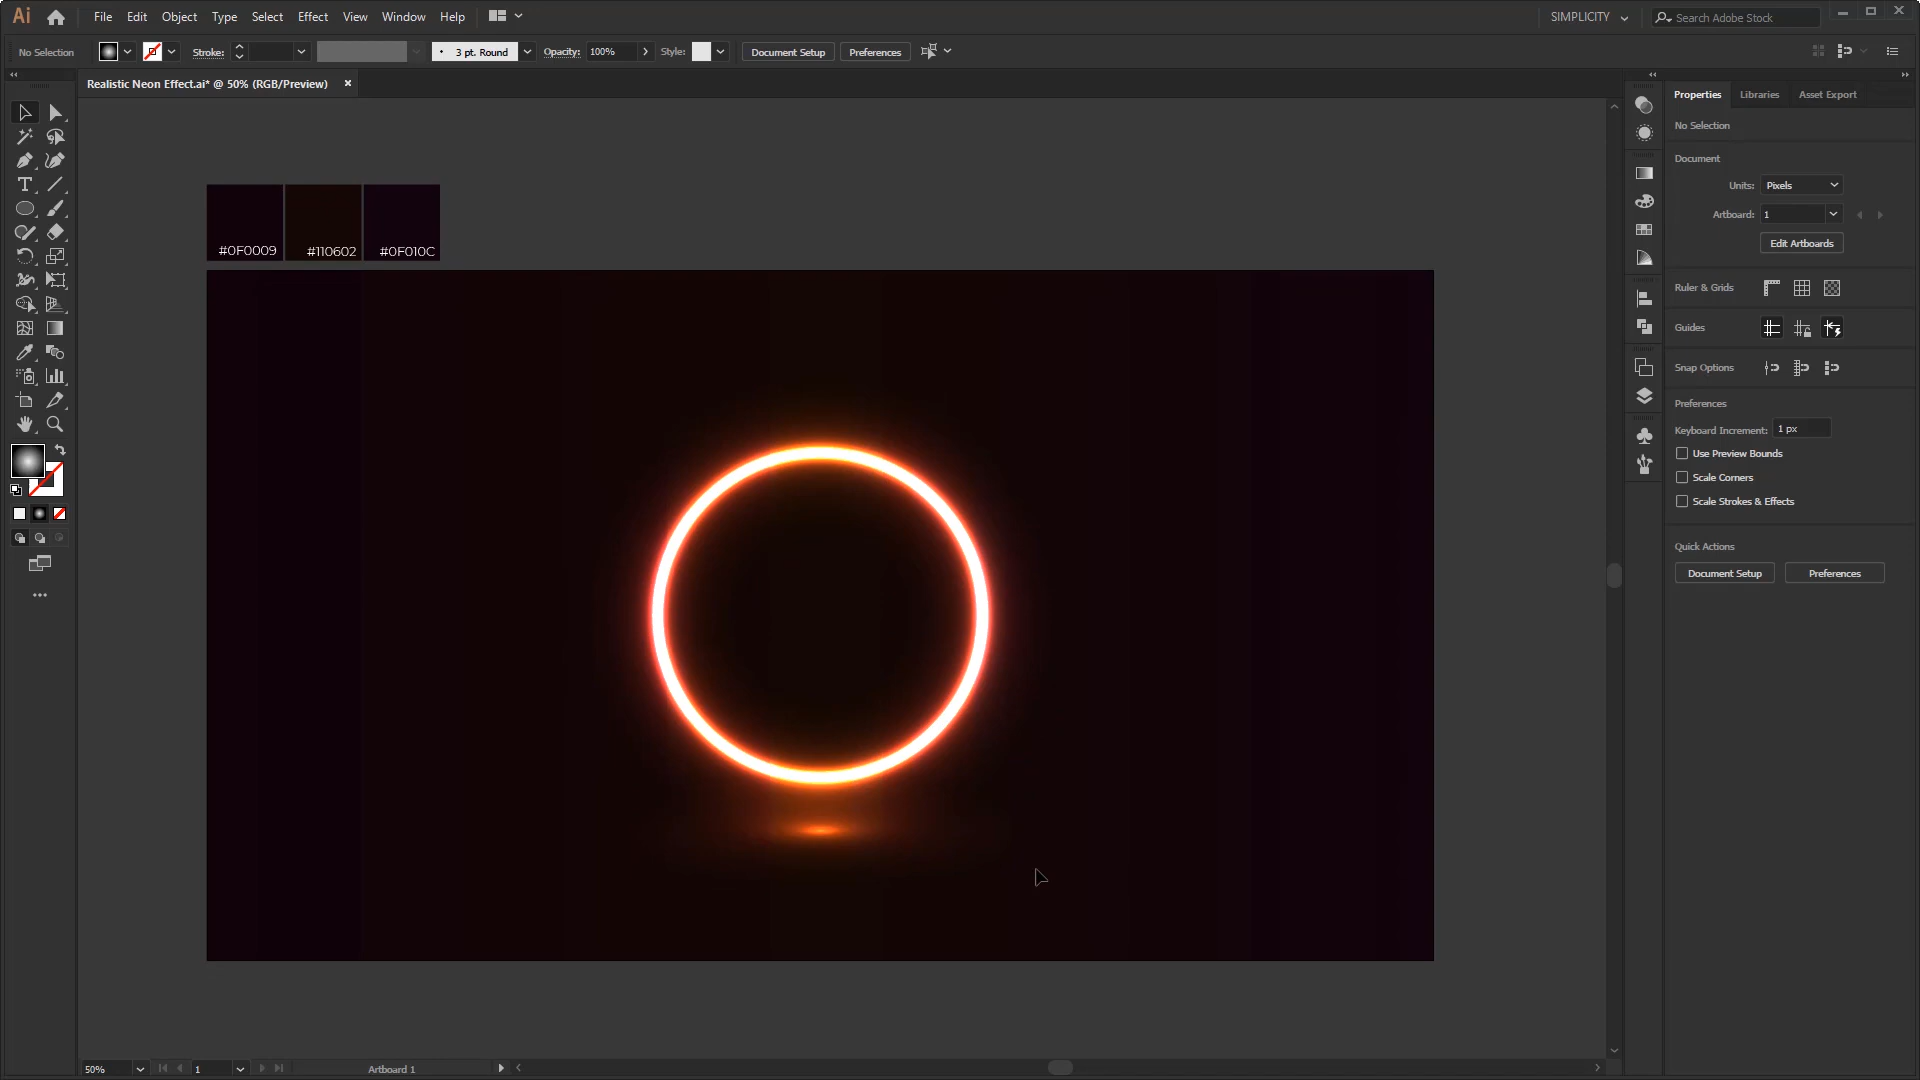 Ai File Edit Object Type Select Effect View Window Help SIMPLICITY Search Adobe Stock
No Selection Stroke: 3 pt. Round Opacity: 100% Style: Document Setup Preferences
Realistic Neon Effect.ai* @ 50% (RGB/Preview) ×
Properties Libraries Asset Export
No Selection
Document
Units: Pixels
Artboard: 1
Edit Artboards
Ruler & Grids
Guides
Snap Options
Preferences
Keyboard Increment: 1 px
Use Preview Bounds
Scale Corners
Scale Strokes & Effects
Quick Actions
Document Setup Preferences
#0F0009 #110602 #0F010C
50% 1 Artboard 1